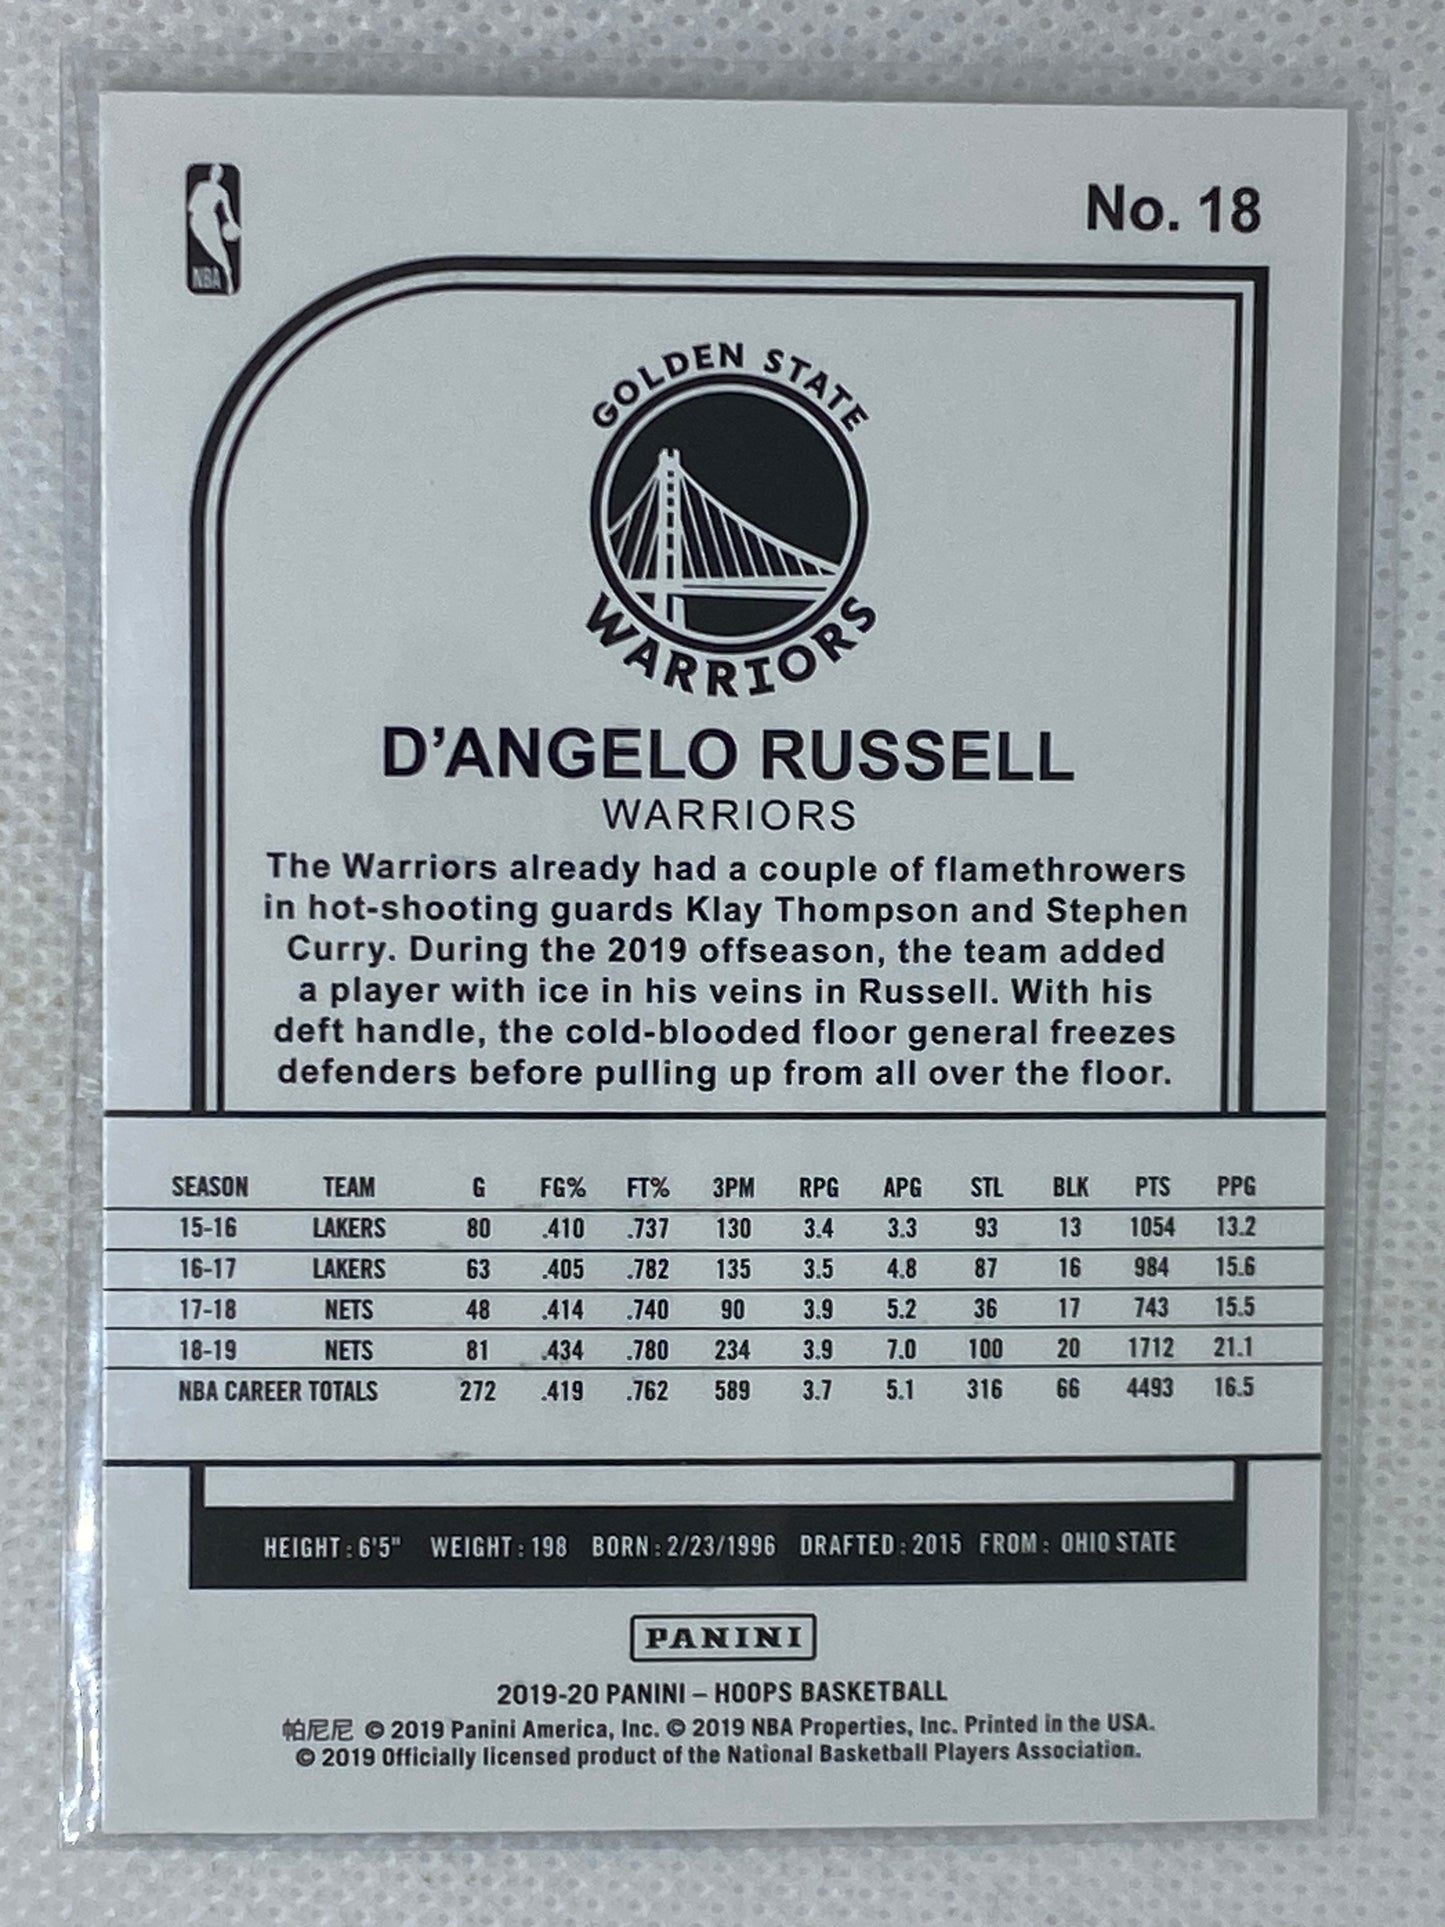 NBA
No. 18
GOLDEN STATE
WARRIORS
D'ANGELO RUSSELL
WARRIORS
The Warriors already had a couple of flamethrowers
in hot-shooting guards Klay Thompson and Stephen
Curry. During the 2019 offseason, the team added
a player with ice in his veins in Russell. With his
deft handle, the cold-blooded floor general freezes
defenders before pulling up from all over the floor.
SEASON TEAM G FG% FT% 3PM RPG APG STL BLK PTS PPG
15-16 LAKERS 80 .410 .737 130 3.4 3.3 93 13 1054 13.2
16-17 LAKERS 63 .405 .782 135 3.5 4.8 87 16 984 15.6
17-18 NETS 48 .414 .740 90 3.9 5.2 36 17 743 15.5
18-19 NETS 81 .434 .780 234 3.9 7.0 100 20 1712 21.1
NBA CAREER TOTALS 272 .419 .762 589 3.7 5.1 316 66 4493 16.5
HEIGHT: 6'5" WEIGHT: 198 BORN: 2/23/1996 DRAFTED: 2015 FROM: OHIO STATE
PANINI
2019-20 PANINI – HOOPS BASKETBALL
帕尼尼 © 2019 Panini America, Inc. © 2019 NBA Properties, Inc. Printed in the USA.
© 2019 Officially licensed product of the National Basketball Players Association.